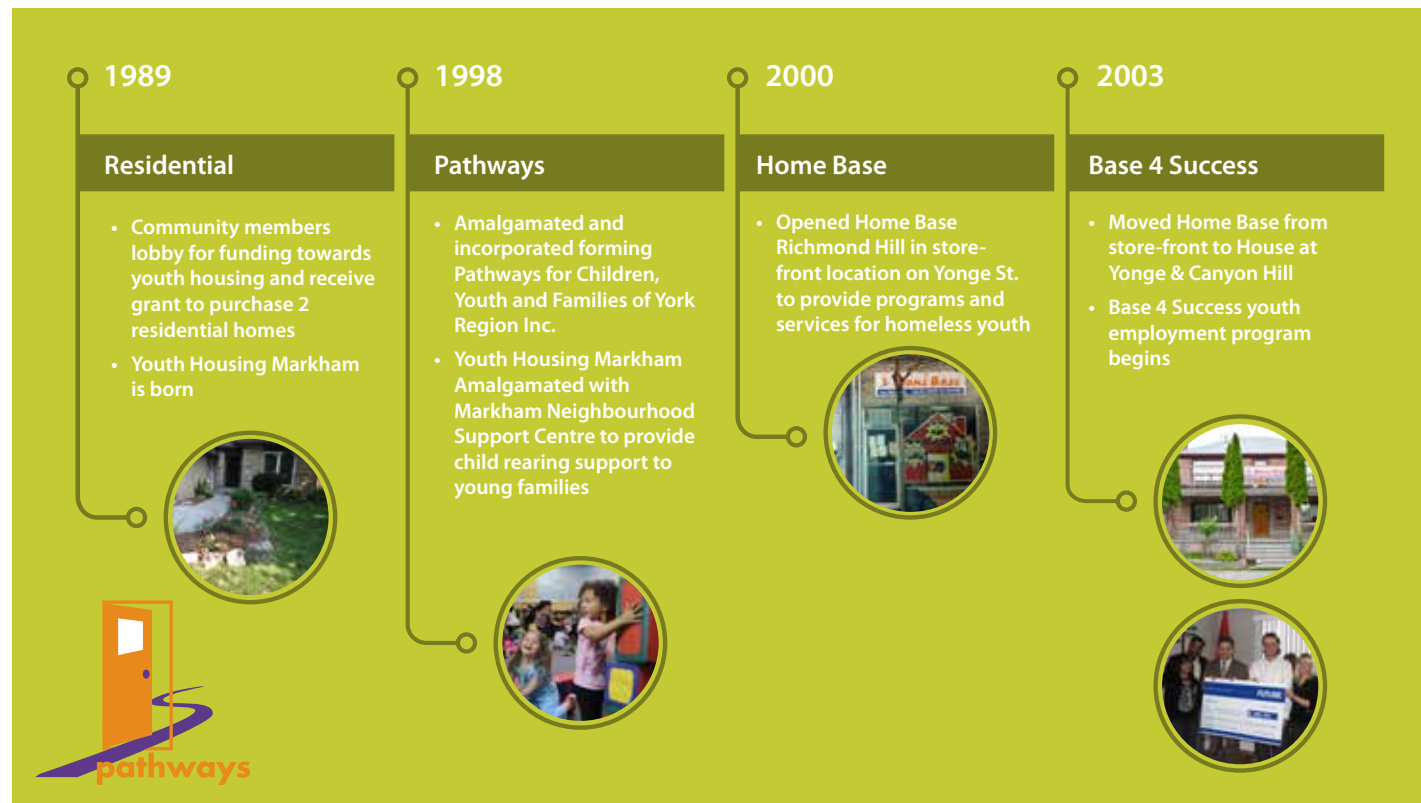 1989
Residential
• Community members
lobby for funding towards
youth housing and receive
grant to purchase 2
residential homes
• Youth Housing Markham
is born
1998
Pathways
• Amalgamated and
incorporated forming
Pathways for Children,
Youth and Families of York
Region Inc.
• Youth Housing Markham
Amalgamated with
Markham Neighbourhood
Support Centre to provide
child rearing support to
young families
2000
Home Base
• Opened Home Base
Richmond Hill in store-
front location on Yonge St.
to provide programs and
services for homeless youth
HOME BASE
2003
Base 4 Success
• Moved Home Base from
store-front to House at
Yonge & Canyon Hill
• Base 4 Success youth
employment program
begins
FUTURE
pathways